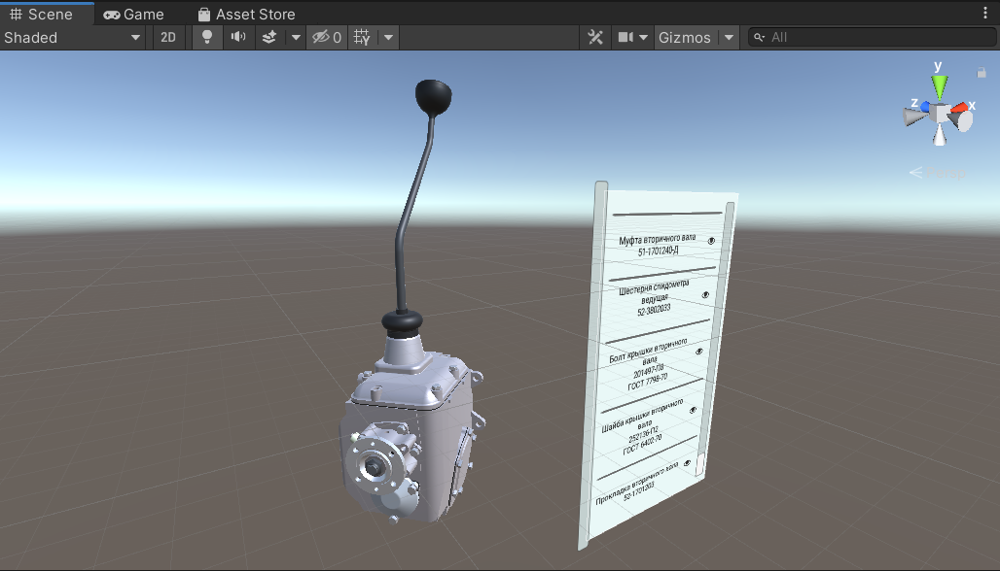 Scene
Game
Asset Store
Shaded
2D
0
Gizmos
All
y
z
x
Persp
Муфта вторичного вала
51-1701240-Д
Шестерня спидометра
ведущая
52-3802033
Болт крышки вторичного
вала
201497-П8
ГОСТ 7798-70
Шайба крышки вторичного
вала
252136-П2
ГОСТ 6402-70
Прокладка вторичного вала
52-1701203